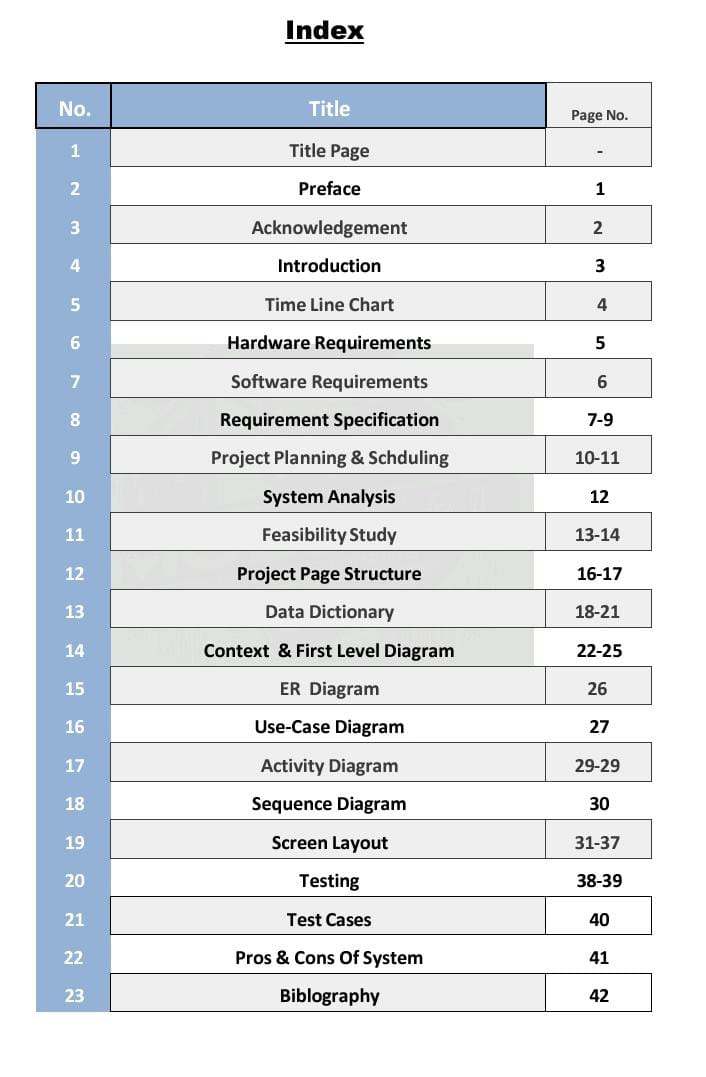 Index
No. Title Page No.
1 Title Page -
2 Preface 1
3 Acknowledgement 2
4 Introduction 3
5 Time Line Chart 4
6 Hardware Requirements 5
7 Software Requirements 6
8 Requirement Specification 7-9
9 Project Planning & Schduling 10-11
10 System Analysis 12
11 Feasibility Study 13-14
12 Project Page Structure 16-17
13 Data Dictionary 18-21
14 Context & First Level Diagram 22-25
15 ER Diagram 26
16 Use-Case Diagram 27
17 Activity Diagram 29-29
18 Sequence Diagram 30
19 Screen Layout 31-37
20 Testing 38-39
21 Test Cases 40
22 Pros & Cons Of System 41
23 Biblography 42